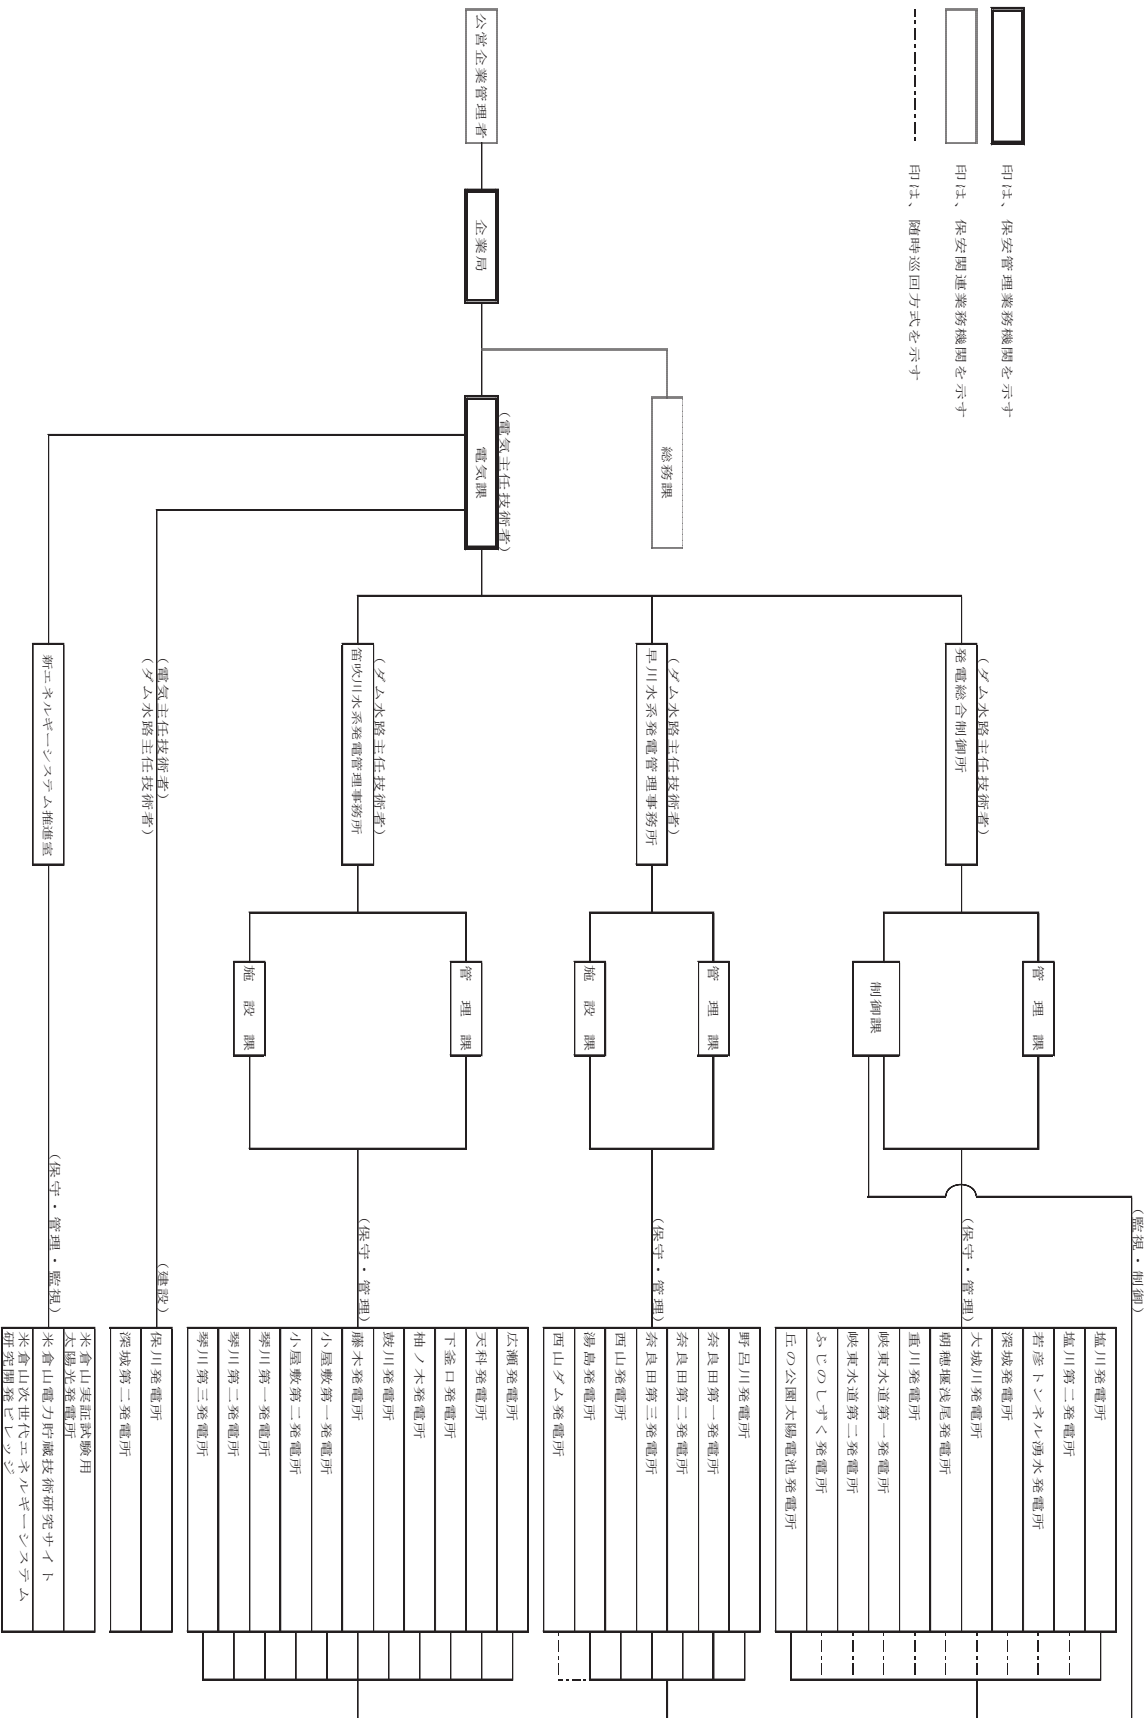 印は、保安管理業務機関を示す
印は、保安関連業務機関を示す
印は、随時巡回方式を示す
公営企業管理者
企業局
総務課
(電気主任技術者)
電気課
(ダム水路主任技術者)
発電総合制御所
管理課
制御課
(監視・制御)
(保守・管理)
塩川発電所
塩川第二発電所
若彦トンネル湧水発電所
深城発電所
大城川発電所
朝穂堰浅尾発電所
重川発電所
峡東水道第一発電所
峡東水道第二発電所
ふじのしずく発電所
丘の公園太陽電池発電所
(ダム水路主任技術者)
早川水系発電管理事務所
管理課
施設課
(保守・管理)
野呂川発電所
奈良田第一発電所
奈良田第二発電所
奈良田第三発電所
西山発電所
湯島発電所
西山ダム発電所
(ダム水路主任技術者)
笛吹川水系発電管理事務所
管理課
施設課
(保守・管理)
広瀬発電所
天科発電所
下釜口発電所
柚ノ木発電所
鼓川発電所
藤木発電所
小屋敷第一発電所
小屋敷第二発電所
琴川第一発電所
琴川第二発電所
琴川第三発電所
(電気主任技術者)
(ダム水路主任技術者)
(建設)
保川発電所
深城第二発電所
新エネルギーシステム推進室
(保守・管理・監視)
米倉山実証試験用
太陽光発電所
米倉山電力貯蔵技術研究サイト
米倉山次世代エネルギーシステム
研究開発ビレッジ